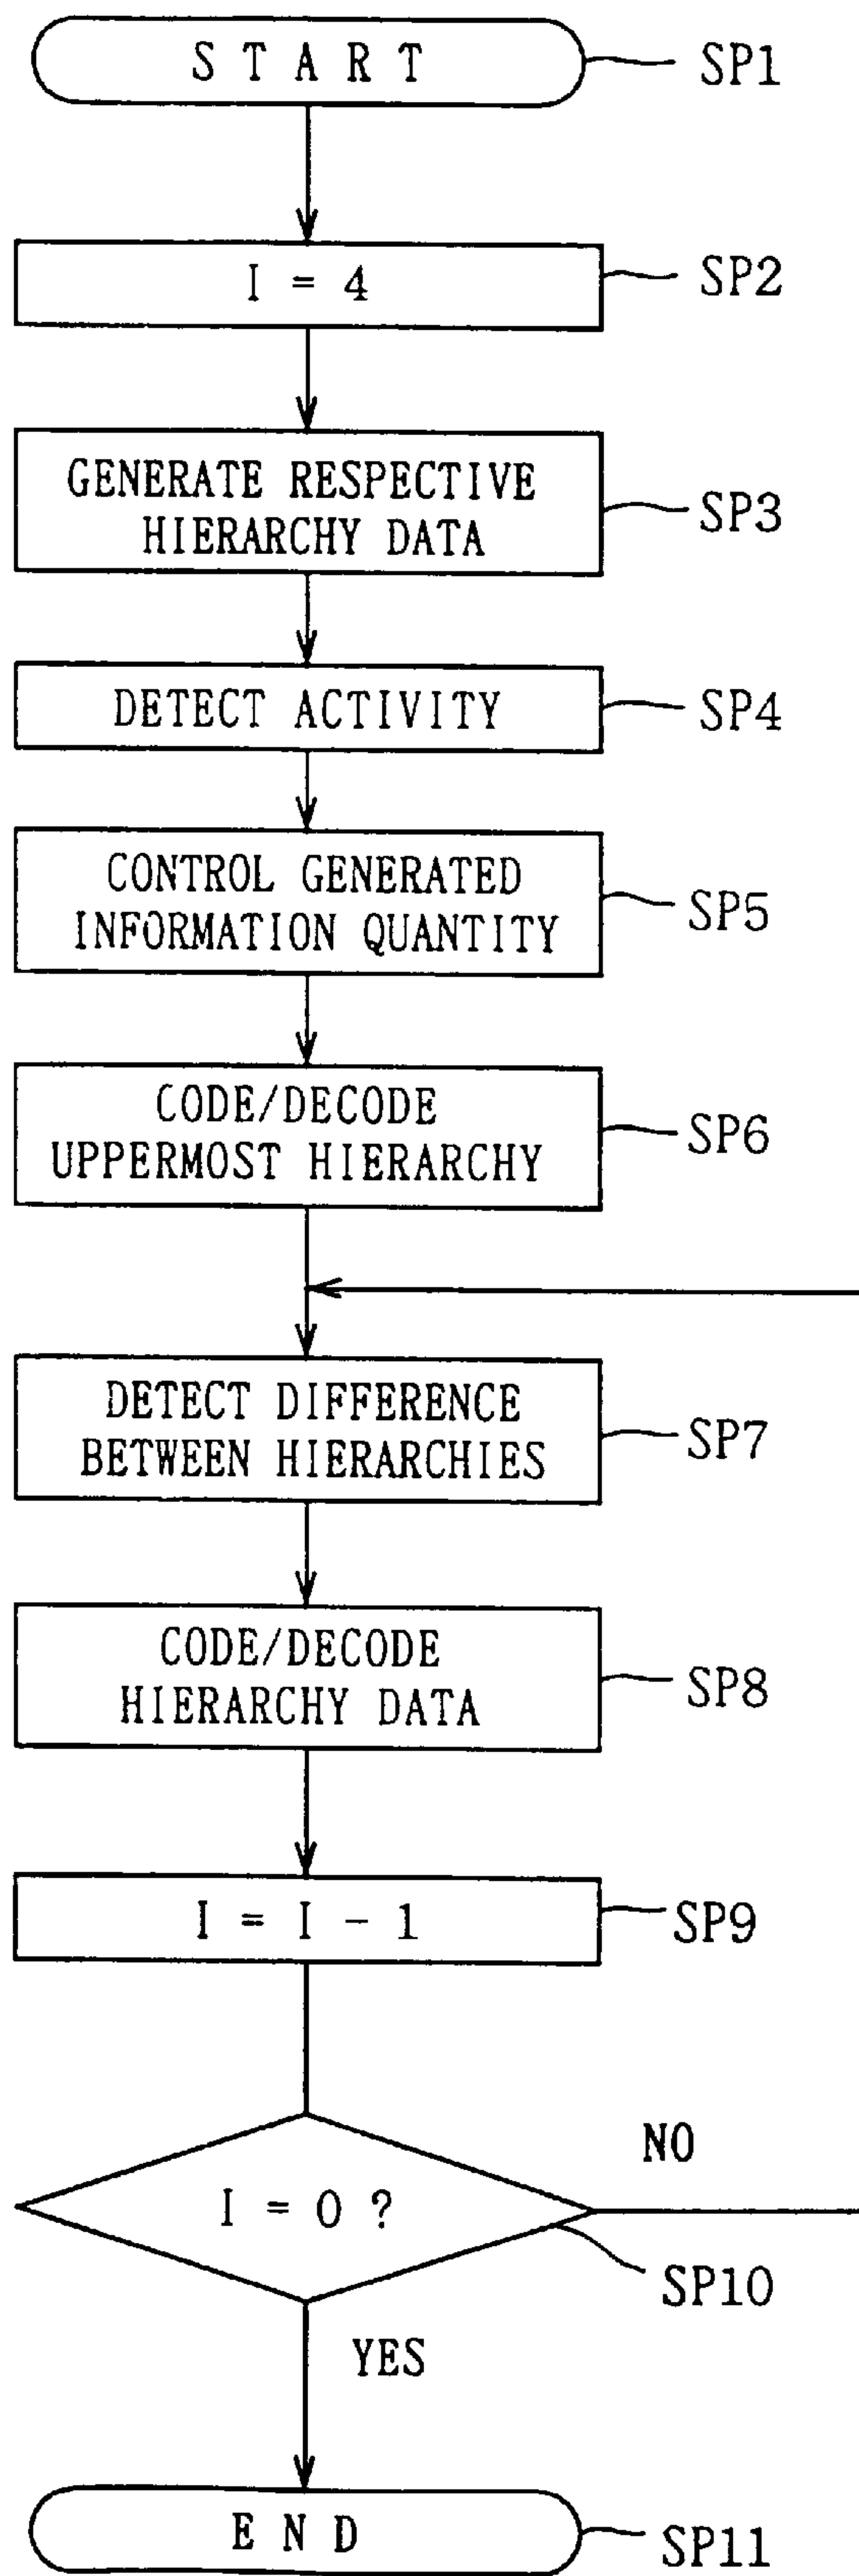 START
SP1
I = 4
SP2
GENERATE RESPECTIVE
HIERARCHY DATA
SP3
DETECT ACTIVITY
SP4
CONTROL GENERATED
INFORMATION QUANTITY
SP5
CODE/DECODE
UPPERMOST HIERARCHY
SP6
DETECT DIFFERENCE
BETWEEN HIERARCHIES
SP7
CODE/DECODE
HIERARCHY DATA
SP8
I = I - 1
SP9
I = 0 ?
NO
SP10
YES
END
SP11